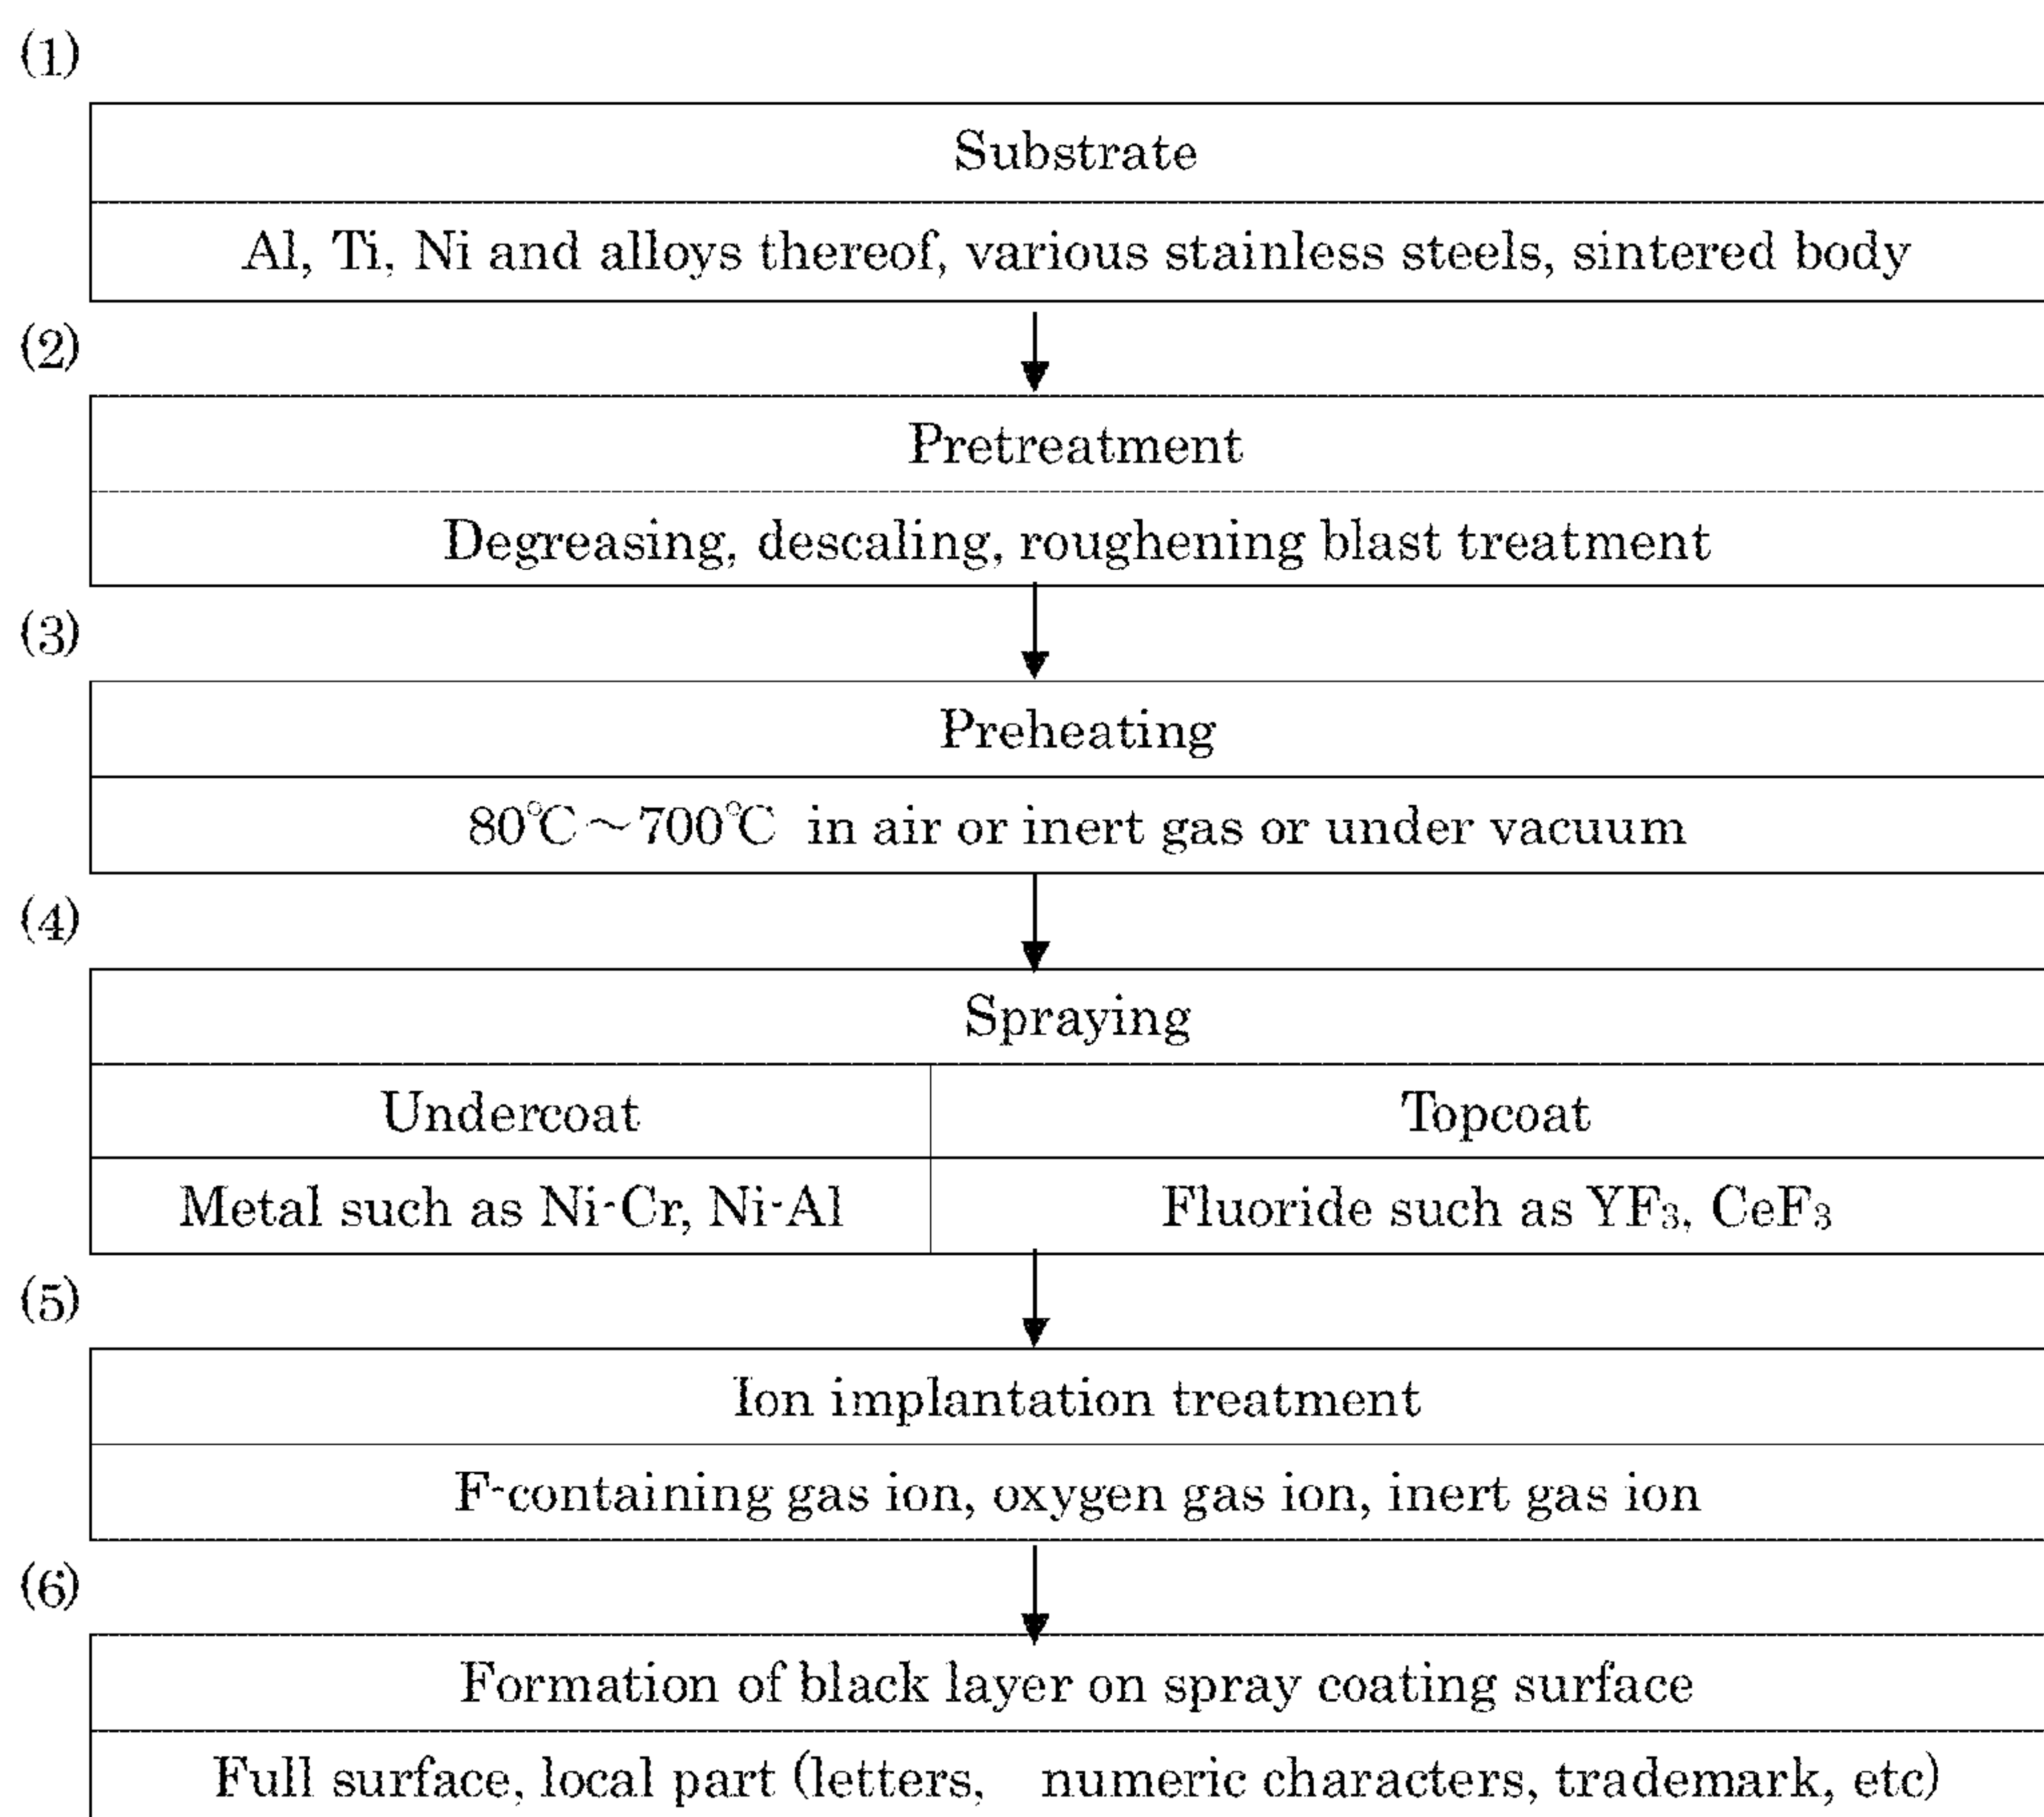 (1)
Substrate
Al, Ti, Ni and alloys thereof, various stainless steels, sintered body
(2)
Pretreatment
Degreasing, descaling, roughening blast treatment
(3)
Preheating
80℃～700℃ in air or inert gas or under vacuum
(4)
Spraying
Undercoat Topcoat
Metal such as Ni-Cr, Ni-Al Fluoride such as YF₃, CeF₃
(5)
Ion implantation treatment
F-containing gas ion, oxygen gas ion, inert gas ion
(6)
Formation of black layer on spray coating surface
Full surface, local part (letters, numeric characters, trademark, etc)